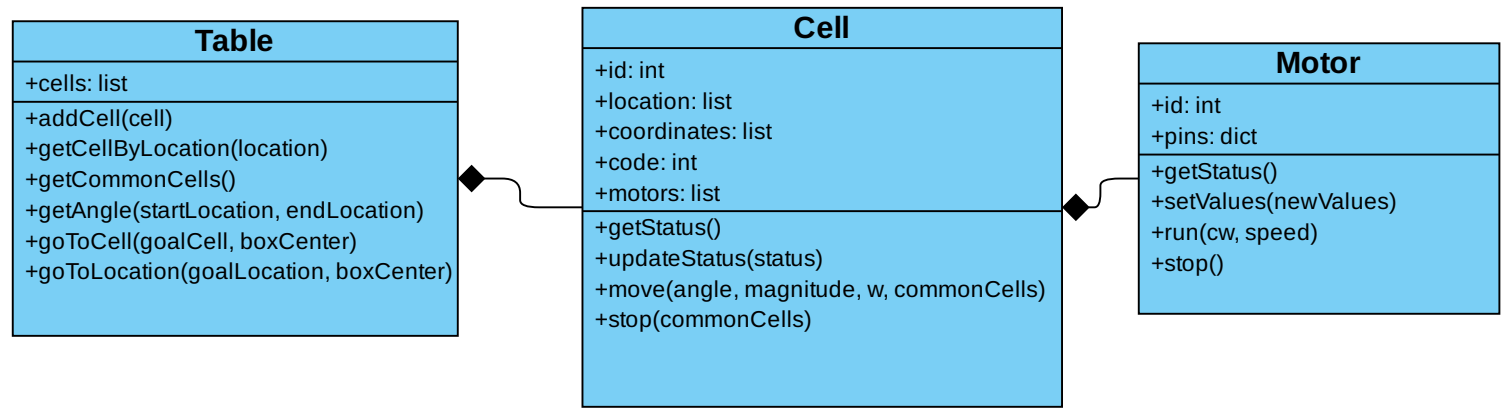 Table
+cells: list
+addCell(cell)
+getCellByLocation(location)
+getCommonCells()
+getAngle(startLocation, endLocation)
+goToCell(goalCell, boxCenter)
+goToLocation(goalLocation, boxCenter)
Cell
+id: int
+location: list
+coordinates: list
+code: int
+motors: list
+getStatus()
+updateStatus(status)
+move(angle, magnitude, w, commonCells)
+stop(commonCells)
Motor
+id: int
+pins: dict
+getStatus()
+setValues(newValues)
+run(cw, speed)
+stop()